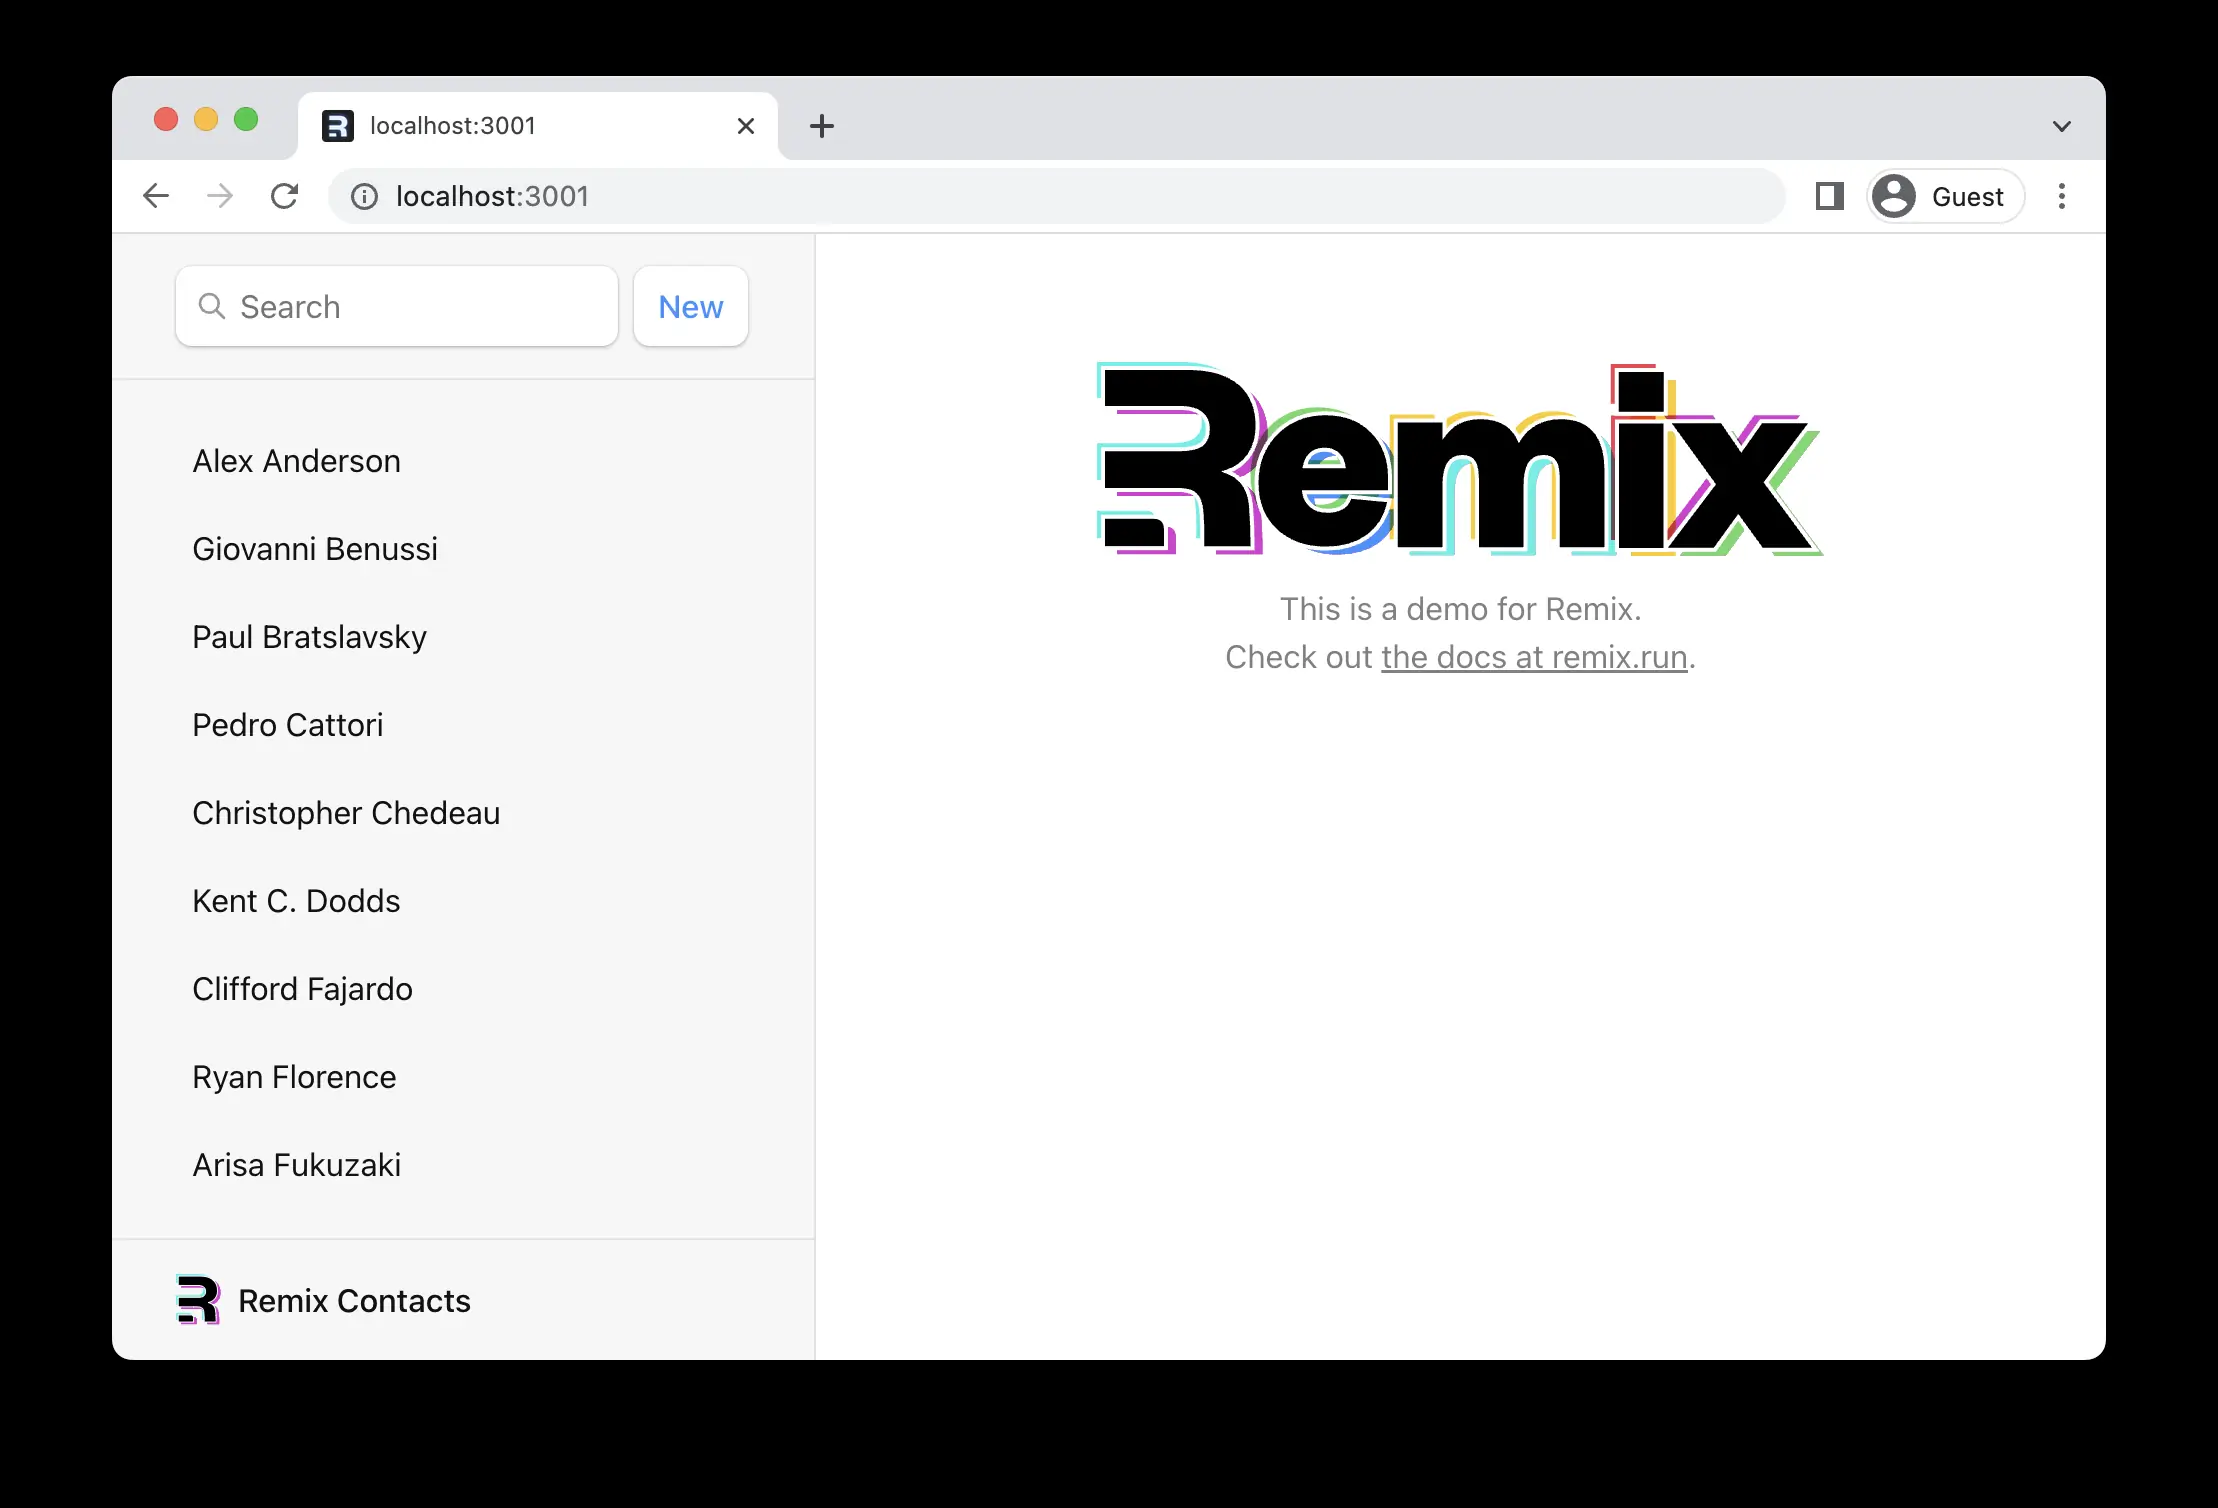 localhost:3001
localhost:3001
Guest
Search
New
Alex Anderson
Giovanni Benussi
Paul Bratslavsky
Pedro Cattori
Christopher Chedeau
Kent C. Dodds
Clifford Fajardo
Ryan Florence
Arisa Fukuzaki
Remix Contacts
Remix
This is a demo for Remix.
Check out the docs at remix.run.